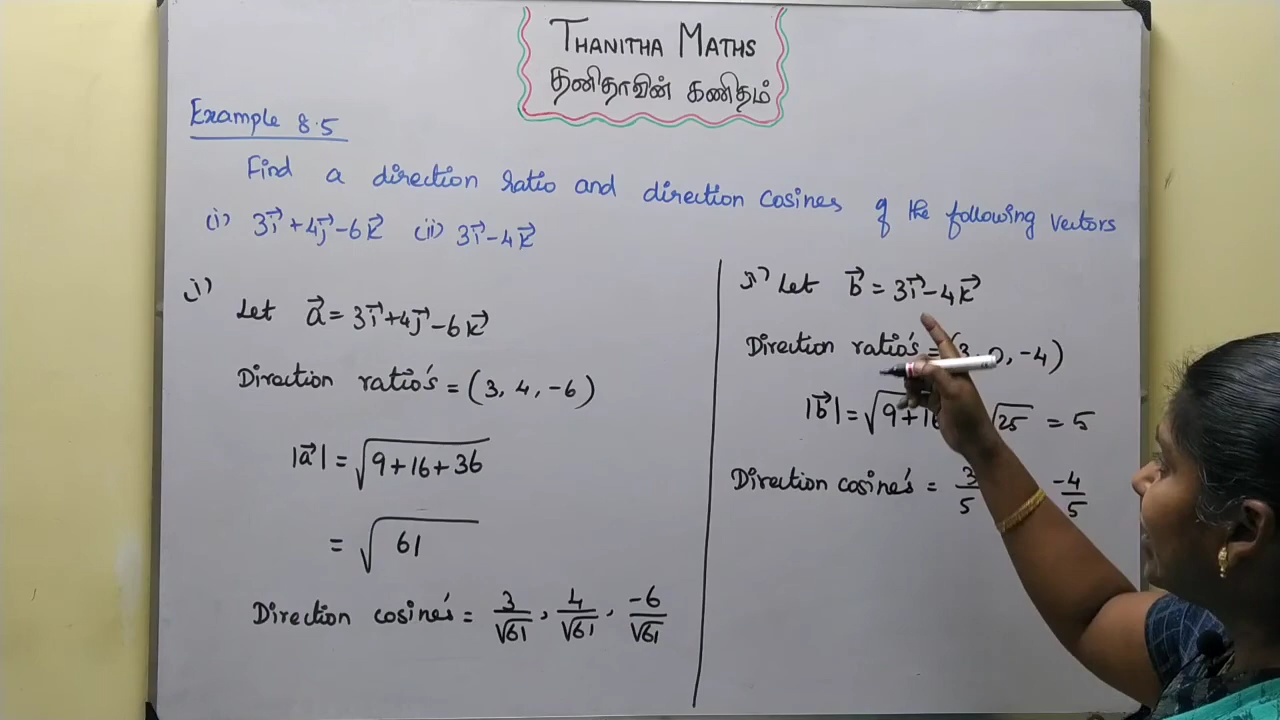 THANITHA MATHS
தனிதாவின் கணிதம்
Example 8.5
Find a direction ratio and direction cosines of the following vectors
(i) 3i⃗+4j⃗-6k⃗ (ii) 3i⃗-4k⃗
i)
Let a⃗ = 3i⃗+4j⃗-6k⃗
Direction ratio's = (3, 4, -6)
|a⃗| = √9+16+36
= √61
Direction cosine's = 3/√61, 4/√61, -6/√61
ii) Let b⃗ = 3i⃗-4k⃗
Direction ratio's = (3, 0, -4)
|b⃗| = √9+16 √25 = 5
Direction cosine's = 3/5 -4/5